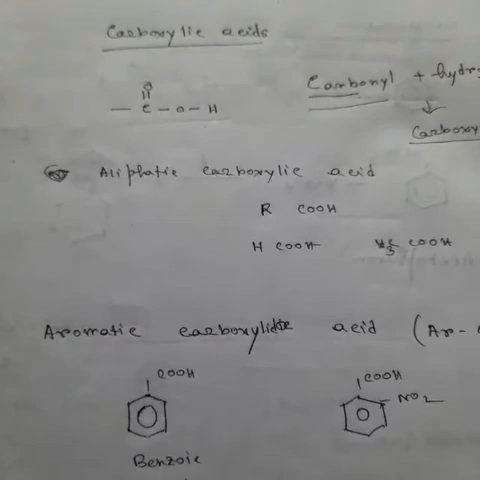 Carboxylic acids
Carbonyl + hydr
O
— C — O — H
Carboxy
Aliphatic carboxylic acid
R COOH
H COOH H3C COOH
Aromatic carboxylic acid (Ar -
COOH COOH
NO2
Benzoic